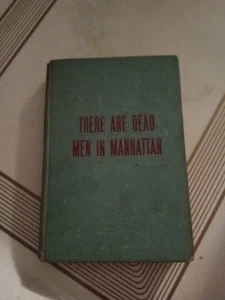 THERE ARE DEAD
MEN IN MANHATTAN